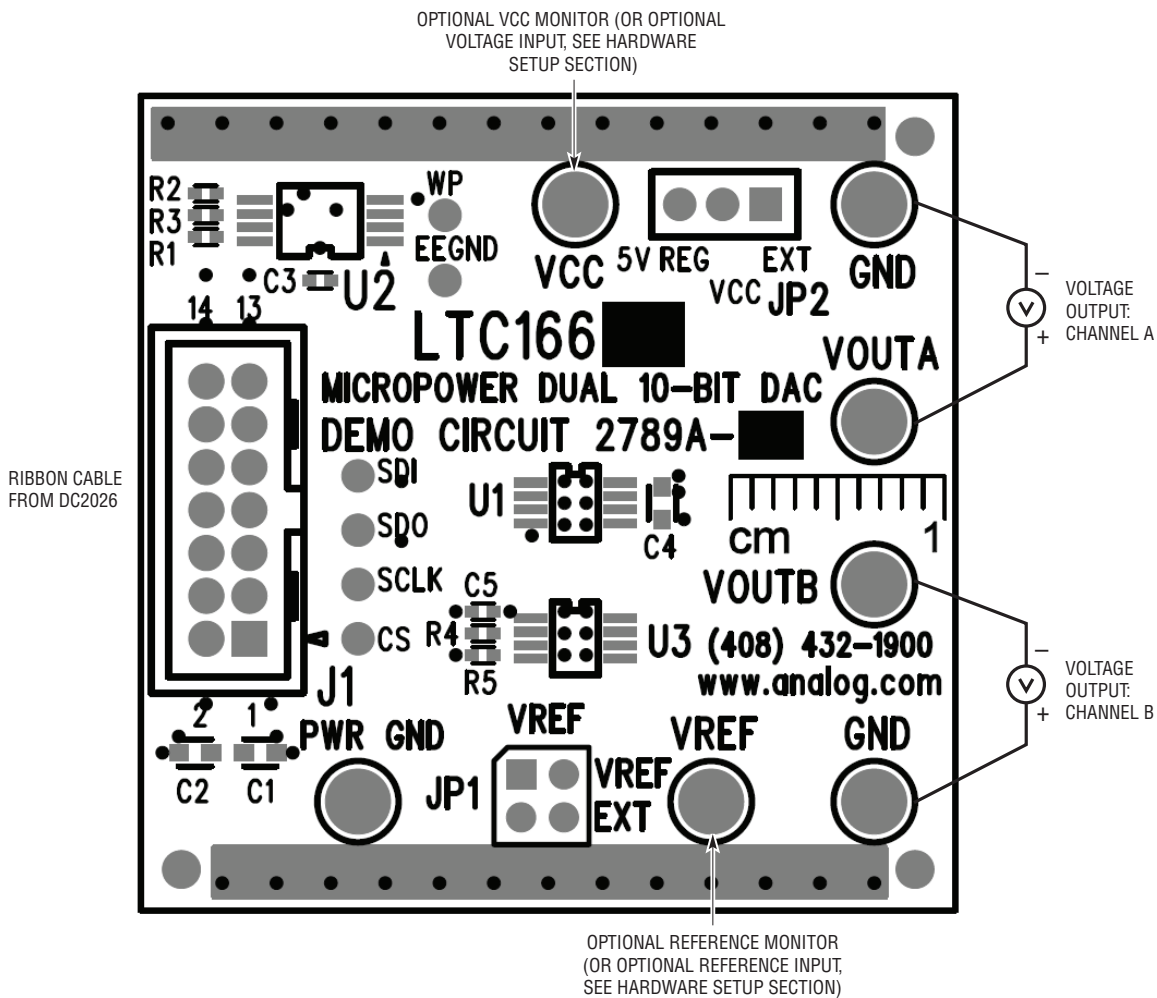 OPTIONAL VCC MONITOR (OR OPTIONAL
VOLTAGE INPUT, SEE HARDWARE
SETUP SECTION)
R2
R3
R1
WP
EEGND
C3
U2
VCC
5V REG
EXT
VCC
JP2
GND
14
13
LTC166
VOUTA
–
VOLTAGE
OUTPUT:
CHANNEL A
V
+
MICROPOWER DUAL 10-BIT DAC
DEMO CIRCUIT 2789A-
RIBBON CABLE
FROM DC2026
SDI
SDO
SCLK
CS
U1
C4
cm
1
VOUTB
C5
R4
R5
U3
(408) 432-1900
www.analog.com
–
VOLTAGE
OUTPUT:
CHANNEL B
V
+
J1
2
1
C2
C1
PWR GND
VREF
JP1
VREF
EXT
VREF
GND
OPTIONAL REFERENCE MONITOR
(OR OPTIONAL REFERENCE INPUT,
SEE HARDWARE SETUP SECTION)